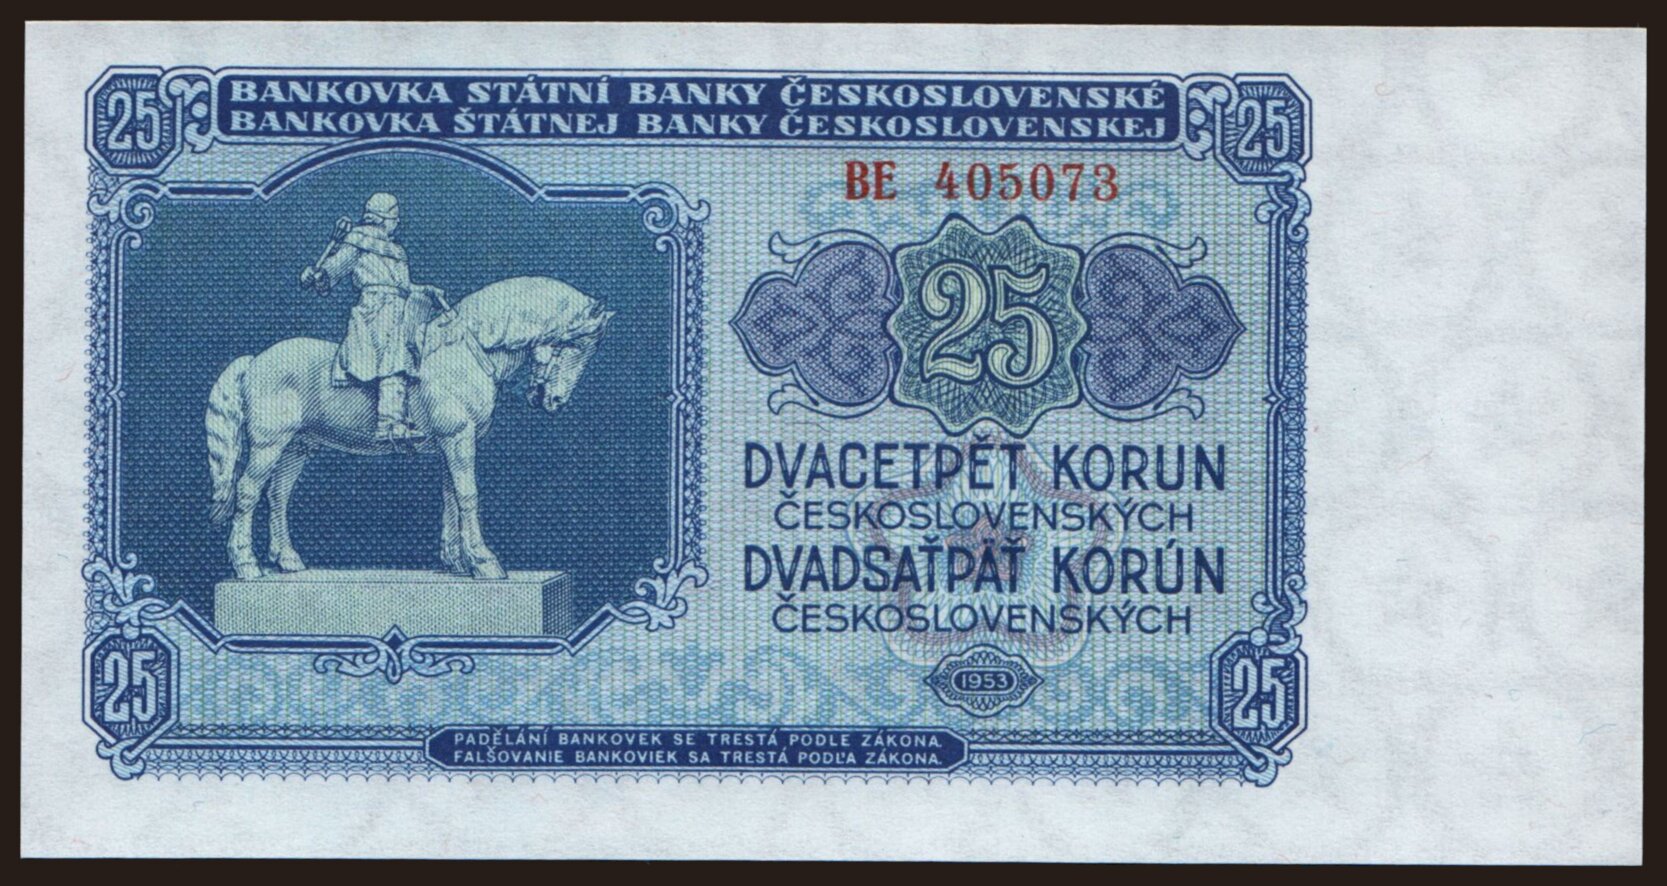 BANKOVKA STÁTNÍ BANKY ČESKOSLOVENSKÉ
BANKOVKA ŠTÁTNEJ BANKY ČESKOSLOVENSKEJ
25
25
BE 405073
25
DVACETPĚT KORUN
ČESKOSLOVENSKÝCH
DVADSAŤPÄŤ KORÚN
ČESKOSLOVENSKÝCH
1953
25
25
PADĚLÁNÍ BANKOVEK SE TRESTÁ PODLE ZÁKONA.
FALŠOVANIE BANKOVIEK SA TRESTÁ PODĽA ZÁKONA.